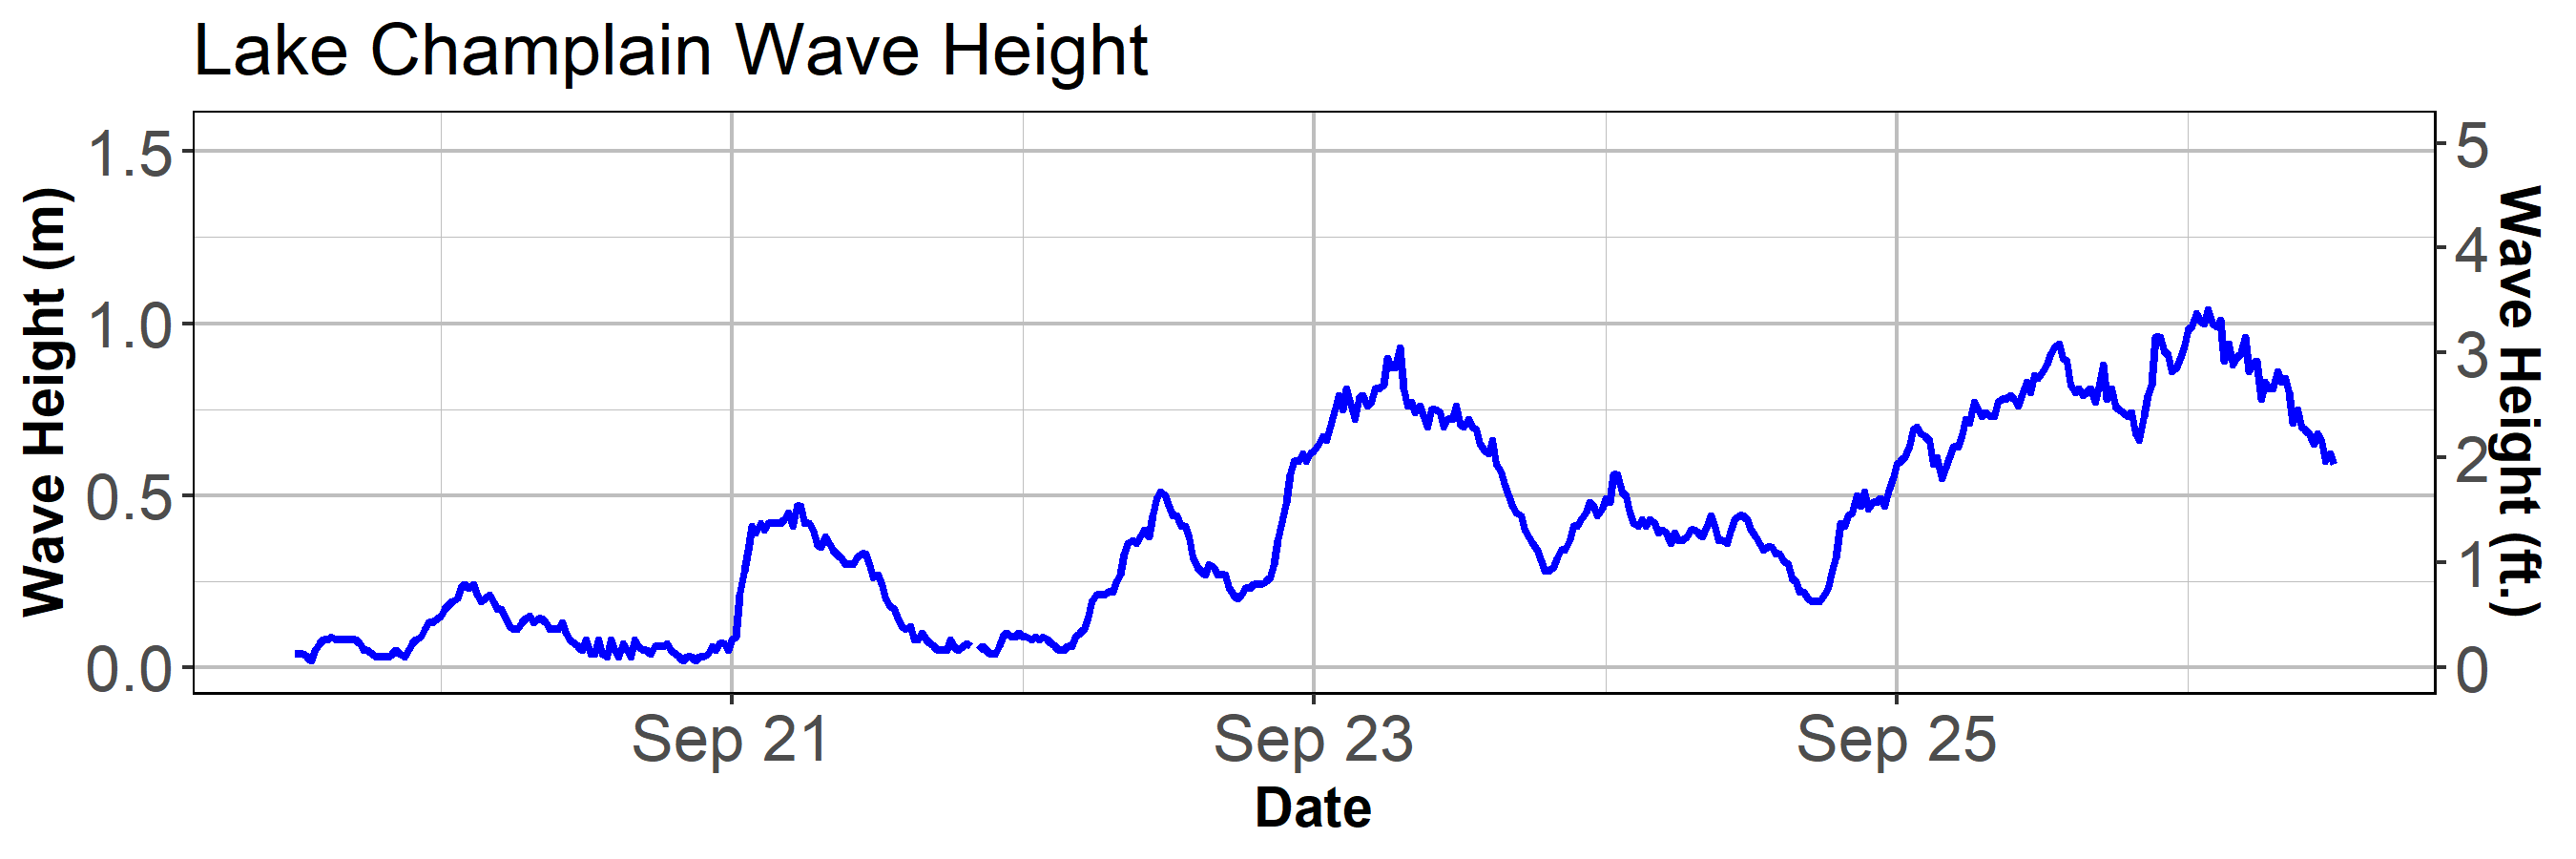 Lake Champlain Wave Height
Wave Height (m)
1.5
1.0
0.5
0.0
5
4
3
2
1
0
Wave Height (ft.)
Sep 21
Sep 23
Sep 25
Date